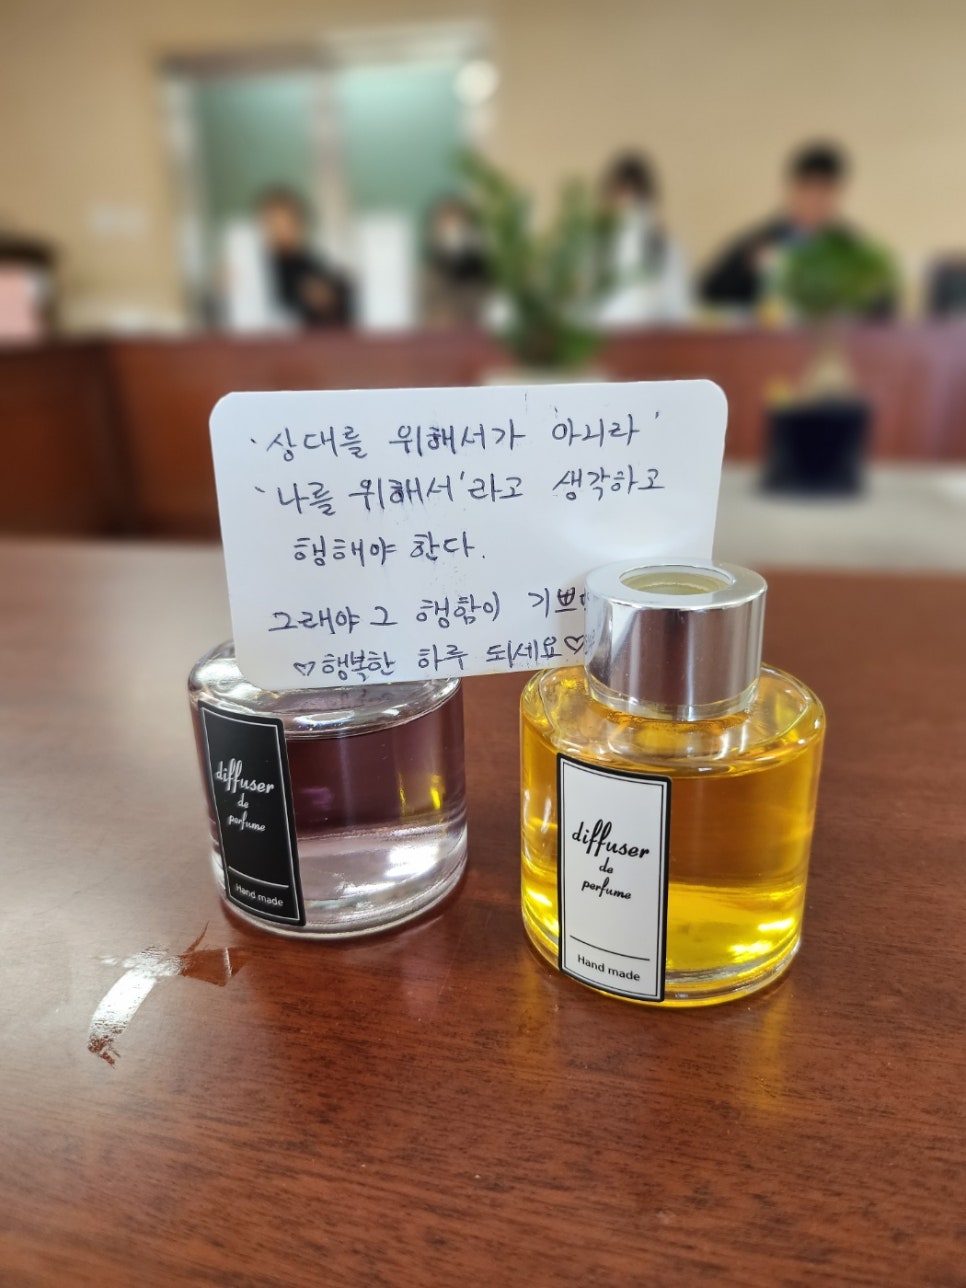 '상대를 위해서가 '아니라'
'나를 위해서'라고 생각하고
행해야 한다.
그래야 그 행함이
♡행복한 하루 되세요♡
diffuser
de
perfume
Hand made
diffuser
de
perfume
Hand made